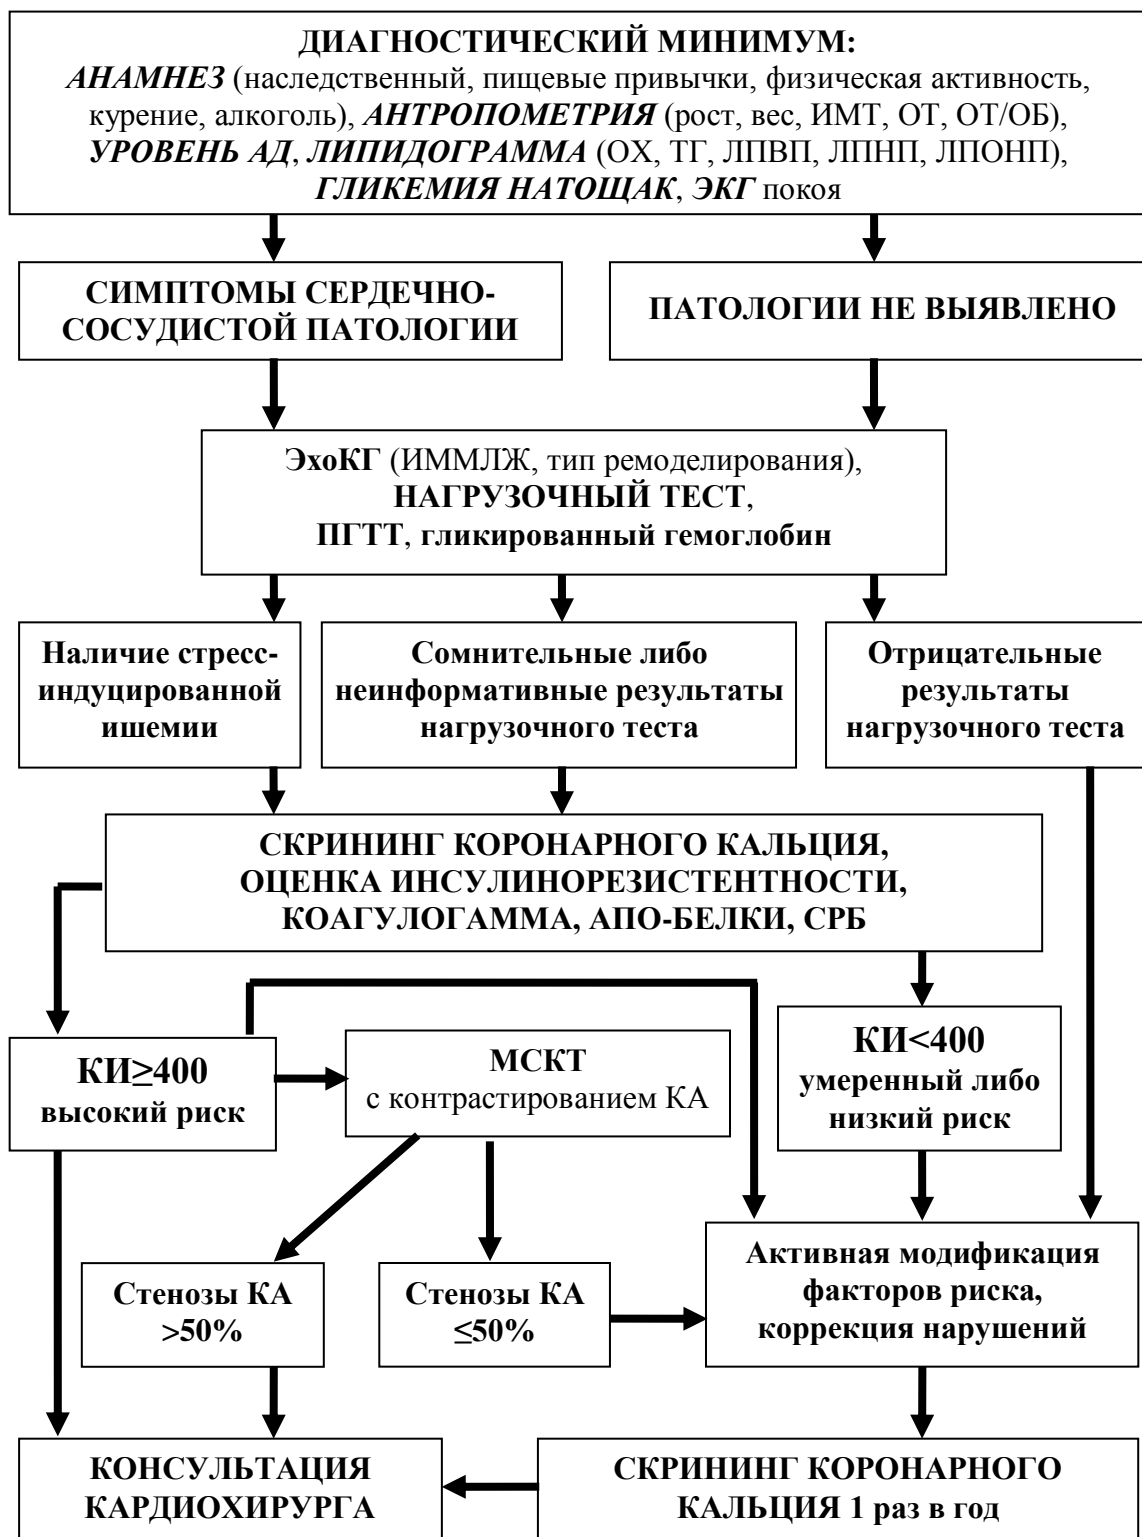 ДИАГНОСТИЧЕСКИЙ МИНИМУМ:
АНАМНЕЗ (наследственный, пищевые привычки, физическая активность,
курение, алкоголь), АНТРОПОМЕТРИЯ (рост, вес, ИМТ, ОТ, ОТ/ОБ),
УРОВЕНЬ АД, ЛИПИДОГРАММА (ОХ, ТГ, ЛПВП, ЛПНП, ЛПОНП),
ГЛИКЕМИЯ НАТОЩАК, ЭКГ покоя
СИМПТОМЫ СЕРДЕЧНО-
СОСУДИСТОЙ ПАТОЛОГИИ
ПАТОЛОГИИ НЕ ВЫЯВЛЕНО
ЭхоКГ (ИММЛЖ, тип ремоделирования),
НАГРУЗОЧНЫЙ ТЕСТ,
ПГТТ, гликированный гемоглобин
Наличие стресс-
индуцированной
ишемии
Сомнительные либо
неинформативные результаты
нагрузочного теста
Отрицательные
результаты
нагрузочного теста
СКРИНИНГ КОРОНАРНОГО КАЛЬЦИЯ,
ОЦЕНКА ИНСУЛИНОРЕЗИСТЕНТНОСТИ,
КОАГУЛОГАММА, АПО-БЕЛКИ, СРБ
КИ≥400
высокий риск
МСКТ
с контрастированием КА
КИ<400
умеренный либо
низкий риск
Стенозы КА
>50%
Стенозы КА
≤50%
Активная модификация
факторов риска,
коррекция нарушений
КОНСУЛЬТАЦИЯ
КАРДИОХИРУРГА
СКРИНИНГ КОРОНАРНОГО
КАЛЬЦИЯ 1 раз в год